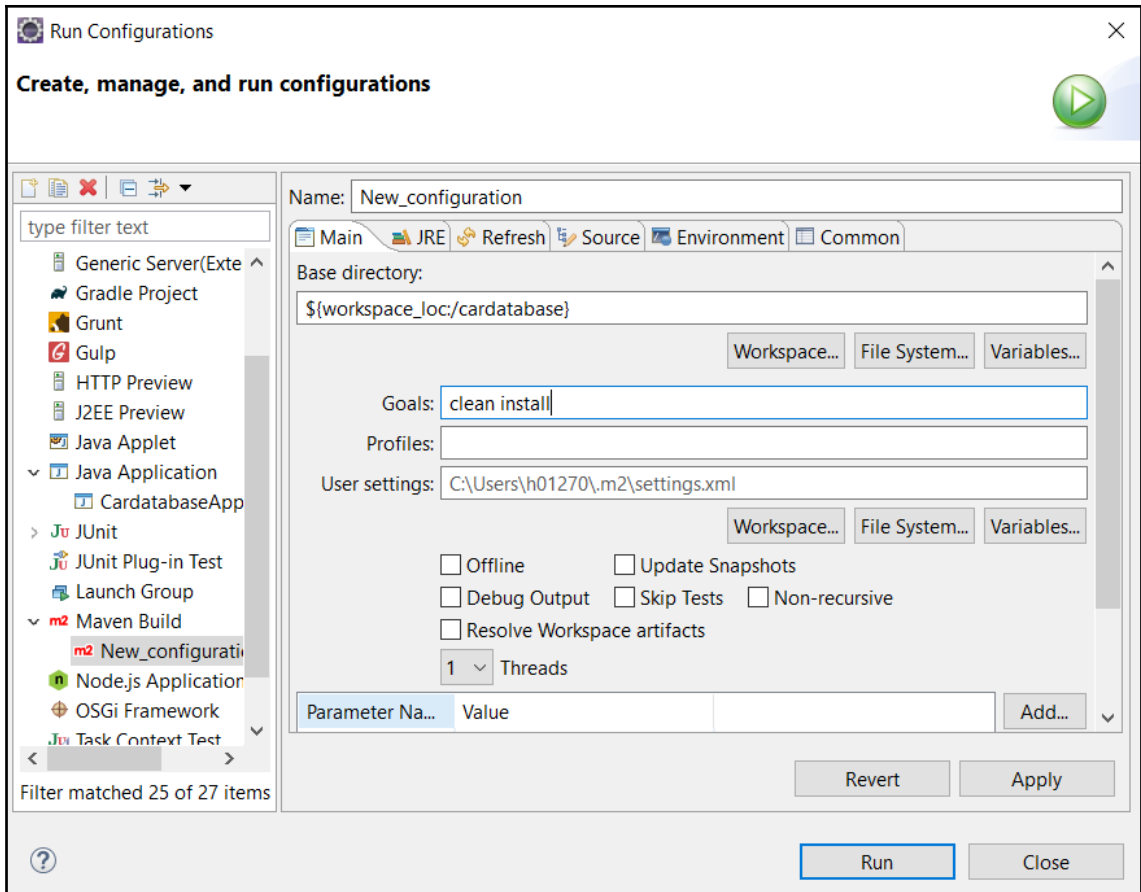 Run Configurations
Create, manage, and run configurations
type filter text
Generic Server(Exte
Gradle Project
Grunt
Gulp
HTTP Preview
J2EE Preview
Java Applet
Java Application
CardatabaseApp
JUnit
JUnit Plug-in Test
Launch Group
m2 Maven Build
m2 New_configurati
Node.js Application
OSGi Framework
Task Context Test
Filter matched 25 of 27 items
Name: New_configuration
Main JRE Refresh Source Environment Common
Base directory:
${workspace_loc:/cardatabase}
Workspace... File System... Variables...
Goals: clean install
Profiles:
User settings: C:\Users\h01270\.m2\settings.xml
Workspace... File System... Variables...
Offline Update Snapshots
Debug Output Skip Tests Non-recursive
Resolve Workspace artifacts
1 Threads
Parameter Na... Value Add...
Revert Apply
Run Close